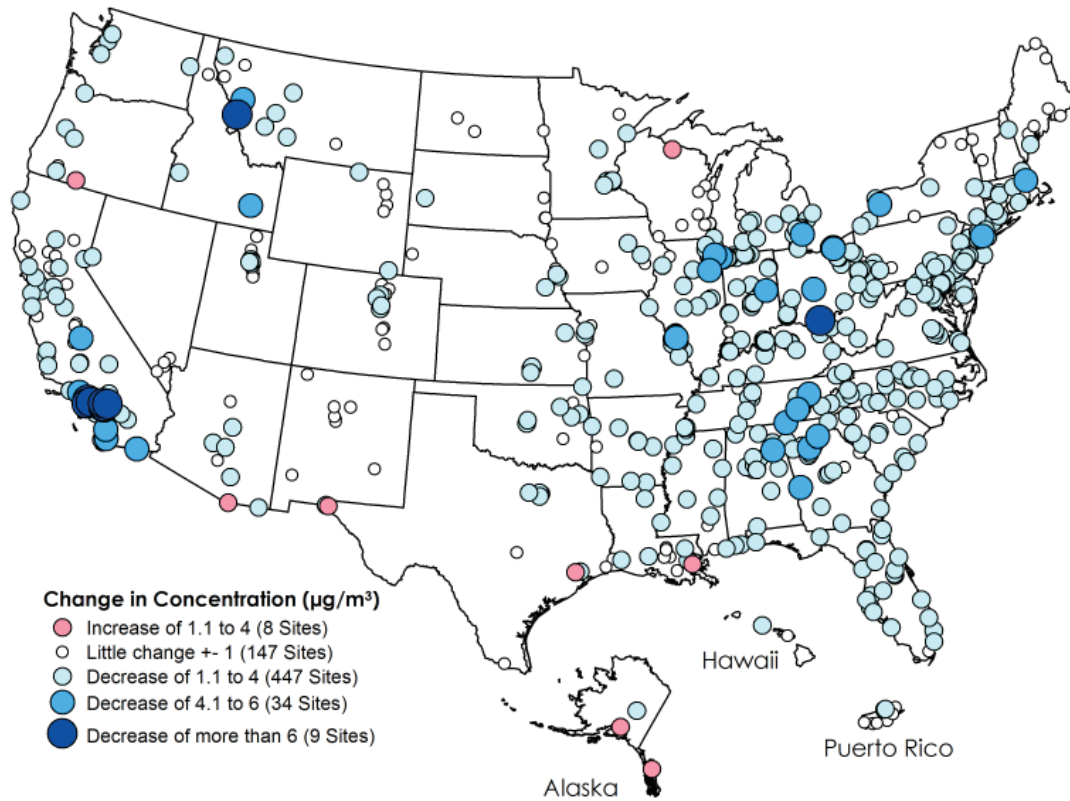 Change in Concentration (µg/m³)
Increase of 1.1 to 4 (8 Sites)
Little change +- 1 (147 Sites)
Decrease of 1.1 to 4 (447 Sites)
Decrease of 4.1 to 6 (34 Sites)
Decrease of more than 6 (9 Sites)
Hawaii
Puerto Rico
Alaska